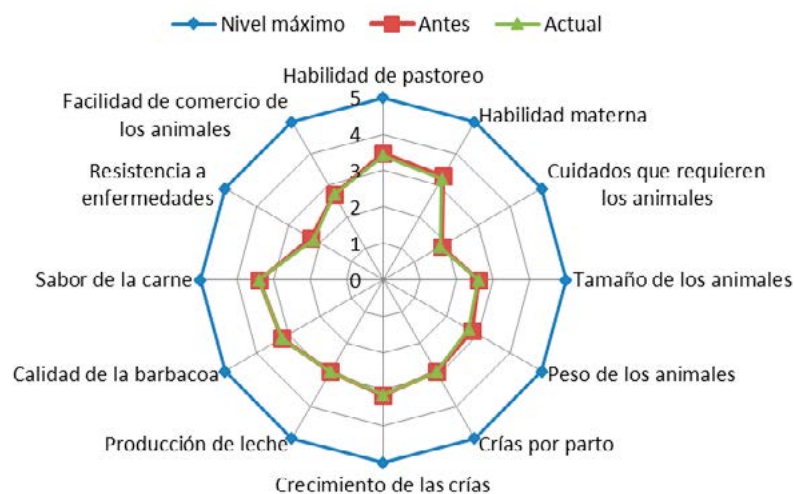 Nivel máximo Antes Actual
Habilidad de pastoreo
Facilidad de comercio de
los animales
Habilidad materna
Resistencia a
enfermedades
Cuidados que requieren
los animales
5
4
3
2
1
0
Sabor de la carne
Tamaño de los animales
Calidad de la barbacoa
Peso de los animales
Producción de leche
Crías por parto
Crecimiento de las crías